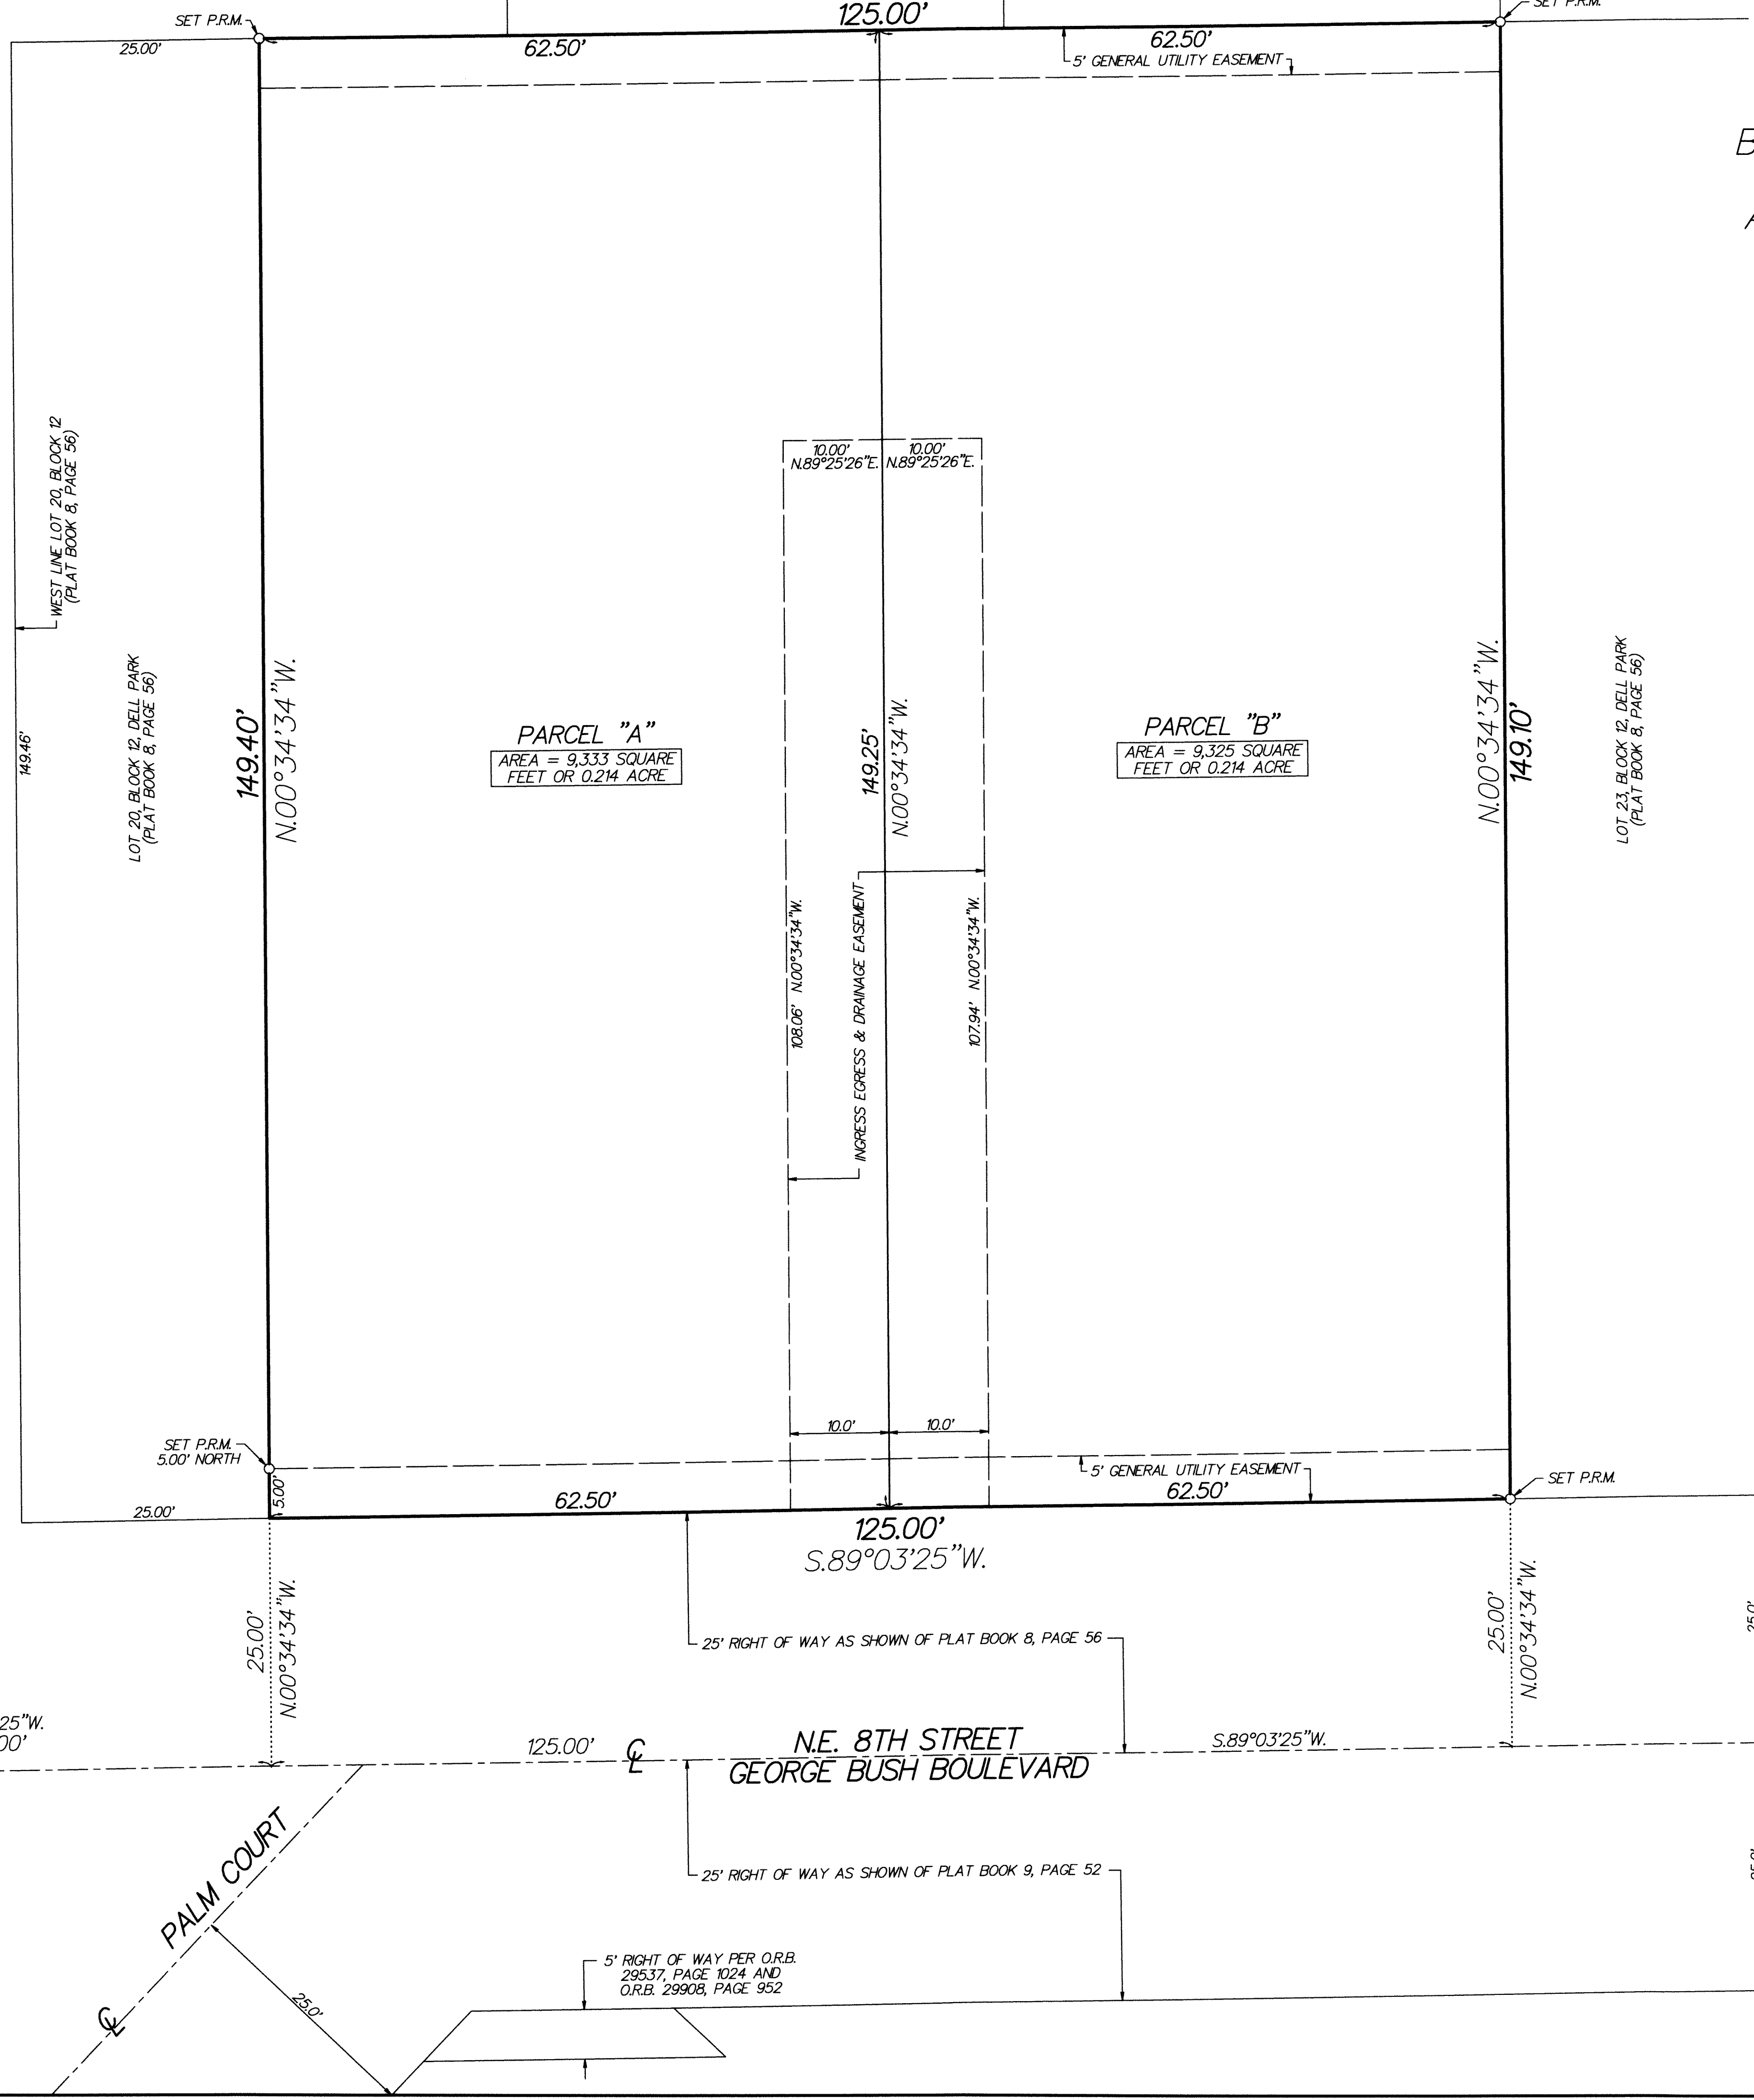 SET P.R.M.
125.00'
SET P.R.M.
25.00'
62.50'
62.50'
5' GENERAL UTILITY EASEMENT
B
A
10.00'
N.89°25'26"E.
10.00'
N.89°25'26"E.
WEST LINE LOT 20, BLOCK 12
(PLAT BOOK 8, PAGE 56)
149.46'
LOT 20, BLOCK 12, DELL PARK
(PLAT BOOK 8, PAGE 56)
149.40'
N.00°34'34"W.
PARCEL "A"
AREA = 9,333 SQUARE
FEET OR 0.214 ACRE
149.25'
N.00°34'34"W.
PARCEL "B"
AREA = 9,325 SQUARE
FEET OR 0.214 ACRE
N.00°34'34"W.
149.10'
LOT 23, BLOCK 12, DELL PARK
(PLAT BOOK 8, PAGE 56)
108.06' N.00°34'34"W.
INGRESS EGRESS & DRAINAGE EASEMENT
107.94' N.00°34'34"W.
10.0'
10.0'
SET P.R.M.
5.00' NORTH
5.00'
5' GENERAL UTILITY EASEMENT
SET P.R.M.
25.00'
62.50'
62.50'
125.00'
S.89°03'25"W.
25.00'
N.00°34'34"W.
25.00'
N.00°34'34"W.
25.0'
25' RIGHT OF WAY AS SHOWN OF PLAT BOOK 8, PAGE 56
25"W.
00'
125.00'
N.E. 8TH STREET
S.89°03'25"W.
GEORGE BUSH BOULEVARD
PALM COURT
25' RIGHT OF WAY AS SHOWN OF PLAT BOOK 9, PAGE 52
5' RIGHT OF WAY PER O.R.B.
29537, PAGE 1024 AND
O.R.B. 29908, PAGE 952
25.0'